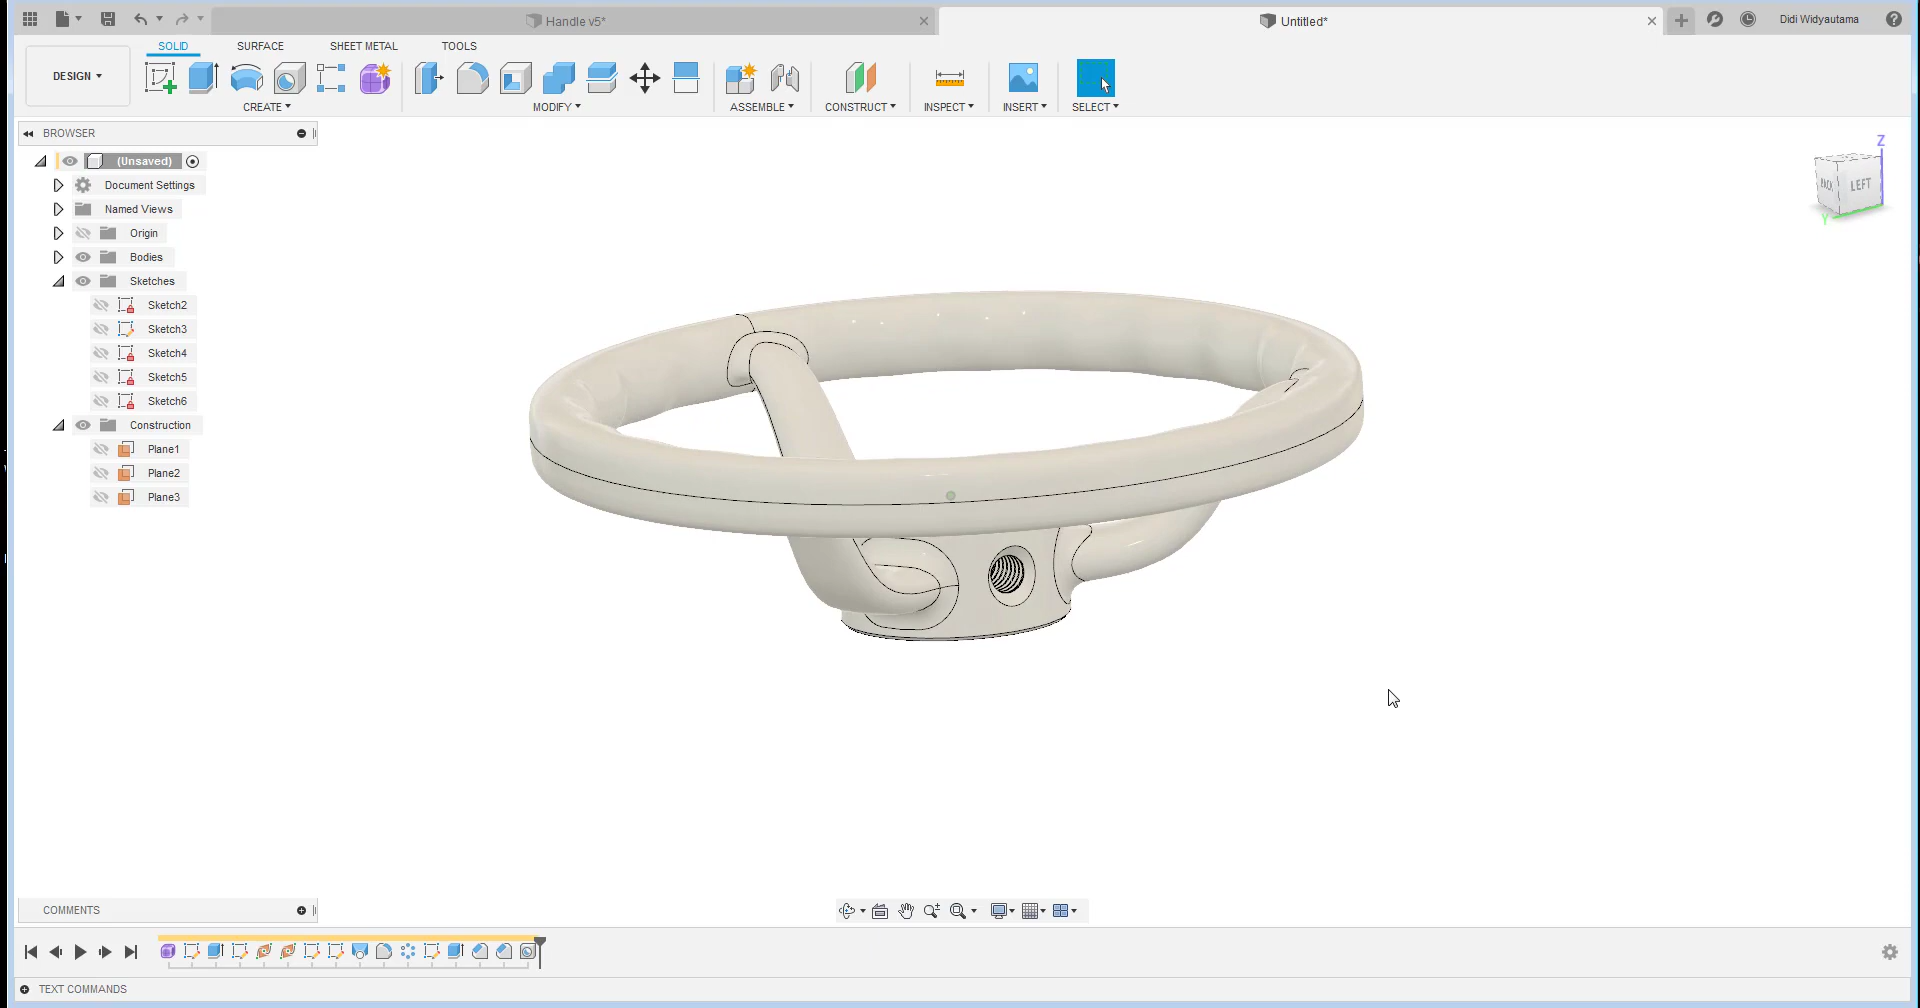 Handle v5*
Untitled*
Didi Widyautama
SOLID
SURFACE
SHEET METAL
TOOLS
DESIGN
CREATE
MODIFY
ASSEMBLE
CONSTRUCT
INSPECT
INSERT
SELECT
BROWSER
(Unsaved)
Document Settings
Named Views
Origin
Bodies
Sketches
Sketch2
Sketch3
Sketch4
Sketch5
Sketch6
Construction
Plane1
Plane2
Plane3
Z
BACK
LEFT
Y
COMMENTS
TEXT COMMANDS